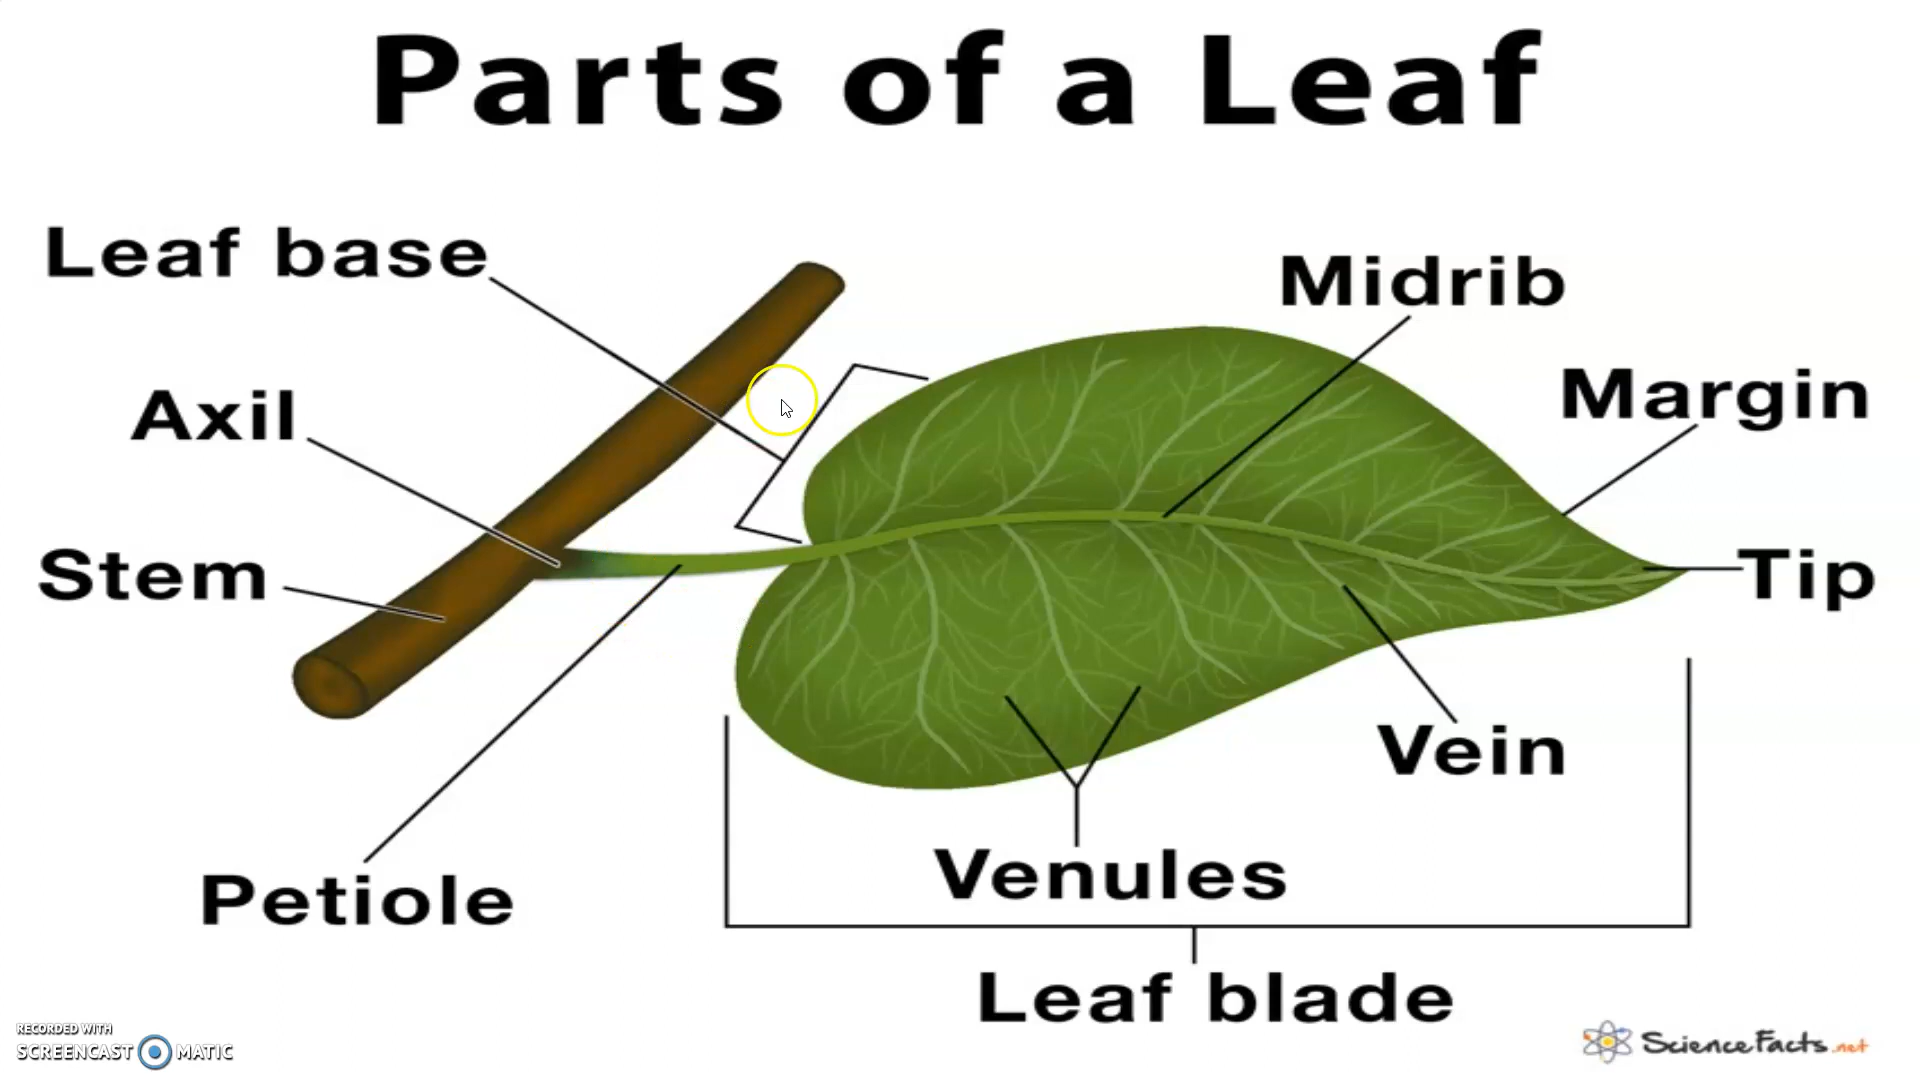 Parts of a Leaf
Leaf base
Midrib
Margin
Axil
Stem
Tip
Vein
Venules
Petiole
Leaf blade
RECORDED WITH
SCREENCAST MATIC
ScienceFacts.net